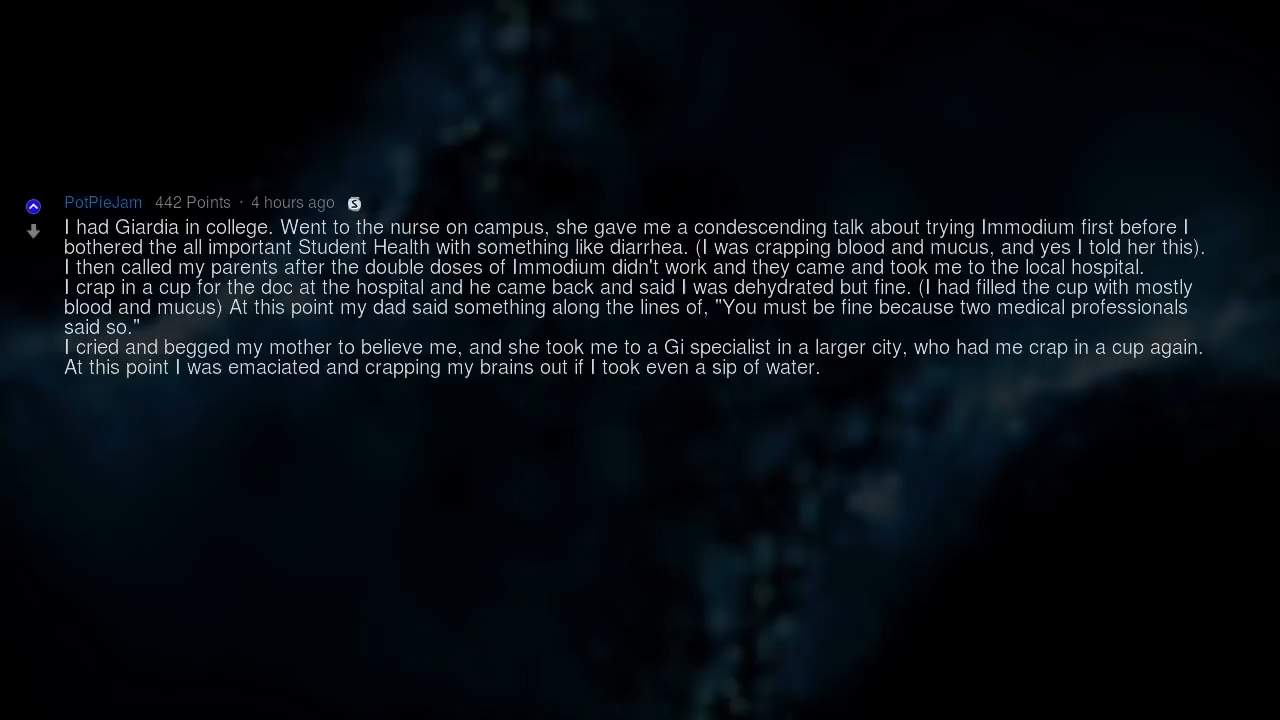 PotPieJam 442 Points · 4 hours ago S
I had Giardia in college. Went to the nurse on campus, she gave me a condescending talk about trying Immodium first before I
bothered the all important Student Health with something like diarrhea. (I was crapping blood and mucus, and yes I told her this).
I then called my parents after the double doses of Immodium didn't work and they came and took me to the local hospital.
I crap in a cup for the doc at the hospital and he came back and said I was dehydrated but fine. (I had filled the cup with mostly
blood and mucus) At this point my dad said something along the lines of, "You must be fine because two medical professionals
said so."
I cried and begged my mother to believe me, and she took me to a Gi specialist in a larger city, who had me crap in a cup again.
At this point I was emaciated and crapping my brains out if I took even a sip of water.